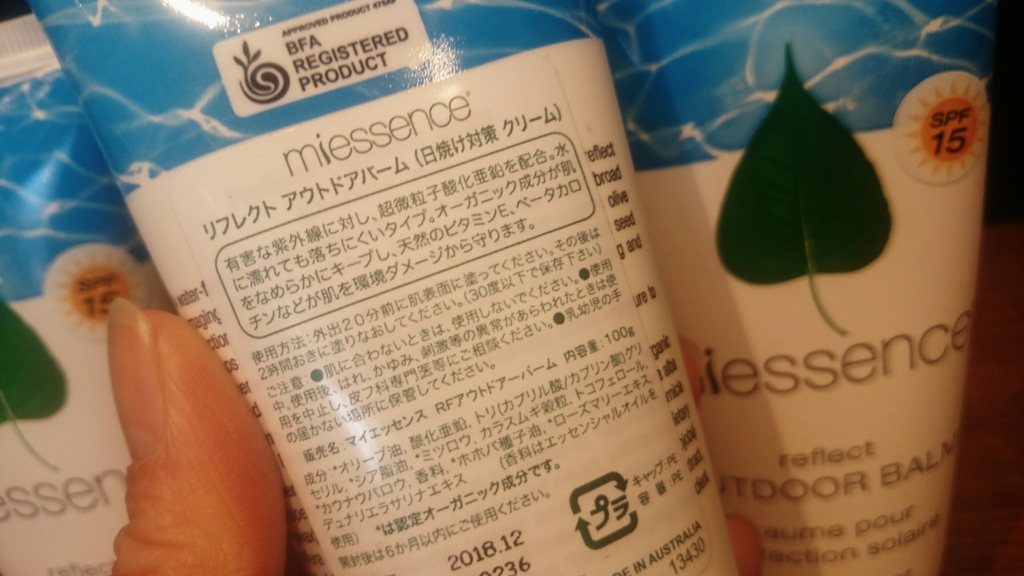 APPROVED PRODUCT
BFA
REGISTERED
PRODUCT
miessence
リフレクト アウトドアバーム (日焼け対策 クリーム)
有害な紫外線に対し、超微粒子酸化亜鉛を配合。水
に濡れても落ちにくいタイプ。オーガニック成分が肌
をなめらかにキープし、天然のビタミンE、ベータカロ
チンなどが肌を環境ダメージから守ります。
使用方法:外出20分前に肌表面に塗ってください。その後は
2時間おきに塗りなおしてください。(30度以下で保存下さい)
ご注意:●肌に合わないときは、使用しないでください。●使用
中、使用後はれ、かゆみ、刺激等の異常があらわれたときは使
用を中止し、皮フ科専門医等にご相談ください。●乳幼児の手
の届かない場所に保管してください。
販売名 マイエッセンス RFアウトドアーバーム 内容量:100g
成分 *オリーブ油、酸化亜鉛、トリ(カプリル酸/カプリン酸)グリ
セリル、*シア脂油、*ミツロウ、カラスムギ穀粒、トコフェロール、
カウナウバロウ、香料、*ホホバ種子油、*ローズマリーエキス、
デュナリエラサリナエキス (香料はエッセンシャルオイルを
使用) *は認定オーガニック成分です。
開封後は6か月以内にご使用ください。
2018.12
0236
プラ
キャップ:PE
容 器:PE
DE IN AUSTRALIA
13430
reflect
broad
olive
seed
g and
SPF
15
miessence
reflect
UTDOOR BALM
aume pour
ection solaire
SPF
15
essen
reflec